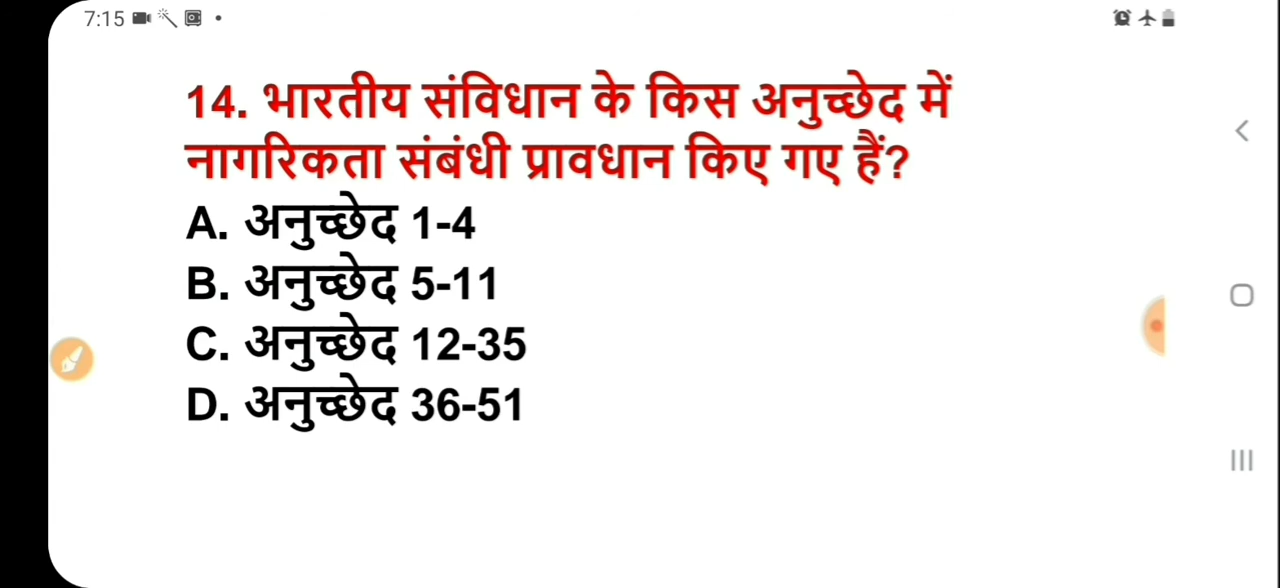 7:15
14. भारतीय संविधान के किस अनुच्छेद में
नागरिकता संबंधी प्रावधान किए गए हैं?
A. अनुच्छेद 1-4
B. अनुच्छेद 5-11
C. अनुच्छेद 12-35
D. अनुच्छेद 36-51